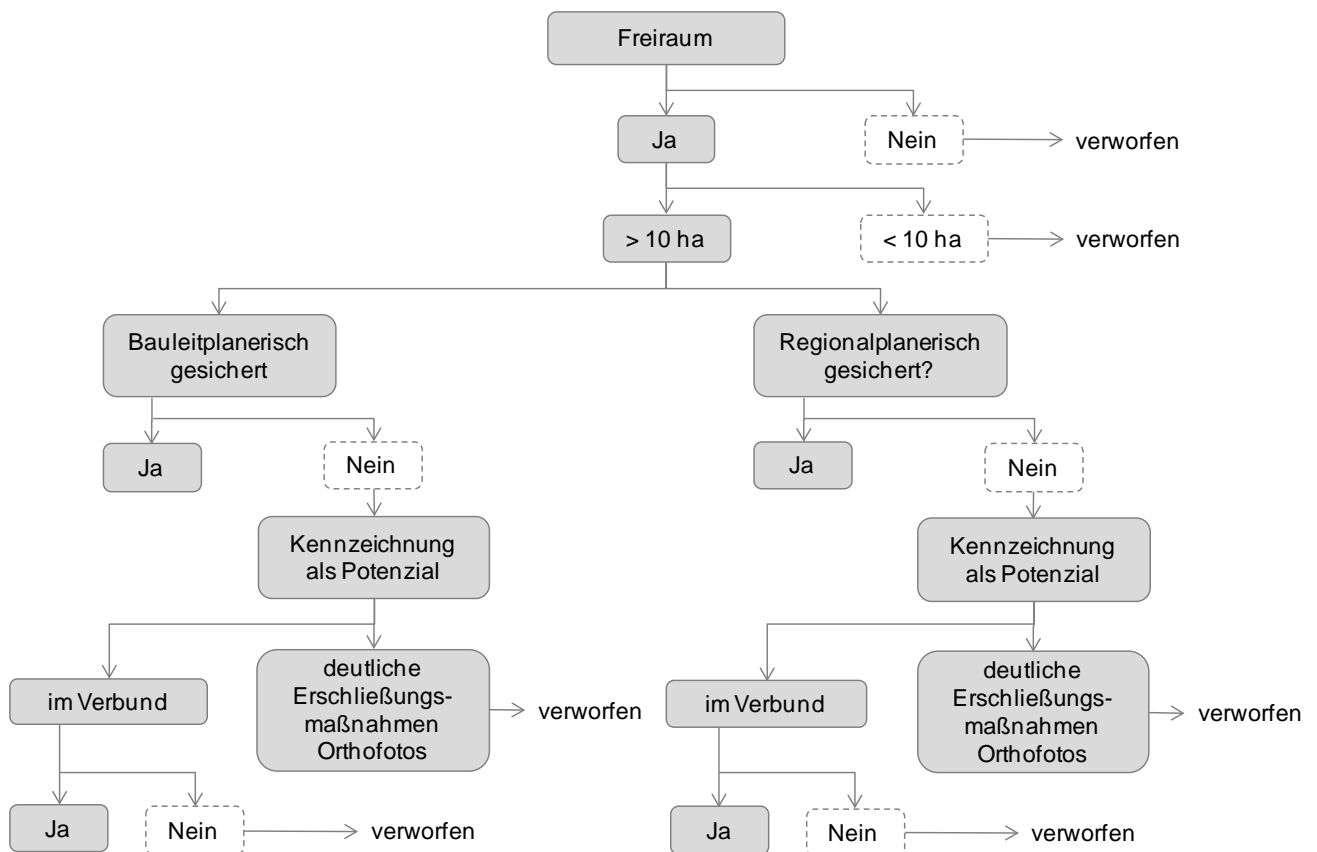 Freiraum
Ja
Nein
verworfen
> 10 ha
< 10 ha
verworfen
Bauleitplanerisch
gesichert
Regionalplanerisch
gesichert?
Ja
Nein
Ja
Nein
Kennzeichnung
als Potenzial
Kennzeichnung
als Potenzial
im Verbund
deutliche
Erschließungs-
maßnahmen
Orthofotos
verworfen
im Verbund
deutliche
Erschließungs-
maßnahmen
Orthofotos
verworfen
Ja
Nein
verworfen
Ja
Nein
verworfen